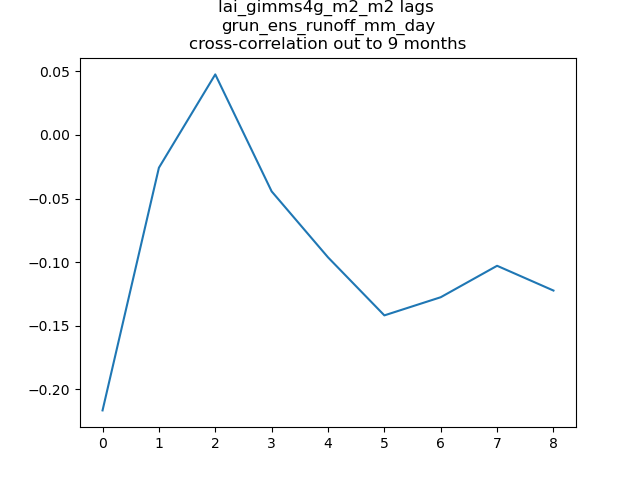 lai_gimms4g_m2_m2 lags
grun_ens_runoff_mm_day
cross-correlation out to 9 months
0.05
0.00
−0.05
−0.10
−0.15
−0.20
0 1 2 3 4 5 6 7 8